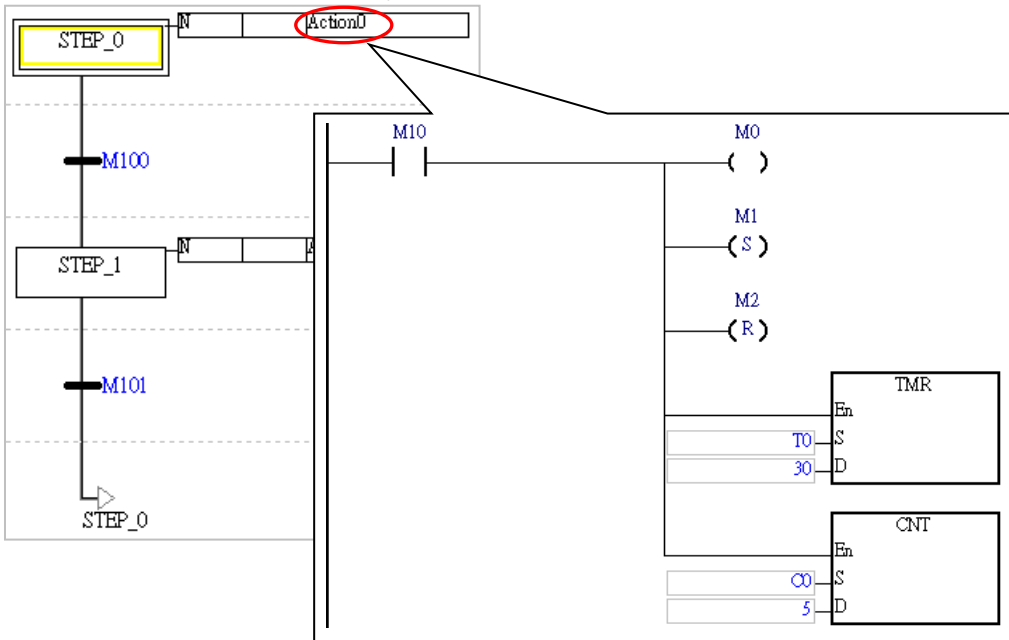 N Action0
STEP_0
M100
N
STEP_1
M101
STEP_0
M10 M0
M1
S
M2
R
TMR
En
T0 S
30 D
CNT
En
C0 S
5 D